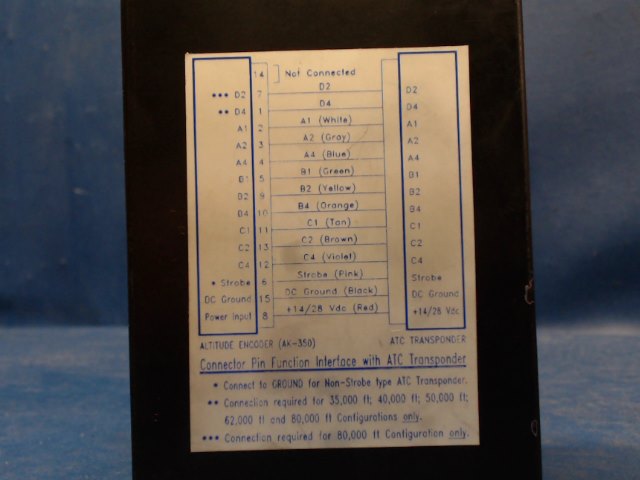 14 Not Connected
*** D2 7 D2 D2
** D4 1 D4 D4
A1 2 A1 (White) A1
A2 3 A2 (Gray) A2
A4 4 A4 (Blue) A4
B1 5 B1 (Green) B1
B2 9 B2 (Yellow) B2
B4 10 B4 (Orange) B4
C1 11 C1 (Tan) C1
C2 13 C2 (Brown) C2
C4 12 C4 (Violet) C4
* Strobe 6 Strobe (Pink) Strobe
DC Ground 15 DC Ground (Black) DC Ground
Power Input 8 +14/28 Vdc (Red) +14/28 Vdc
ALTITUDE ENCODER (AK-350) ATC TRANSPONDER
Connector Pin Function Interface with ATC Transponder
* Connect to GROUND for Non-Strobe type ATC Transponder.
** Connection required for 35,000 ft; 40,000 ft; 50,000 ft;
62,000 ft and 80,000 ft Configurations only.
*** Connection required for 80,000 ft Configuration only.